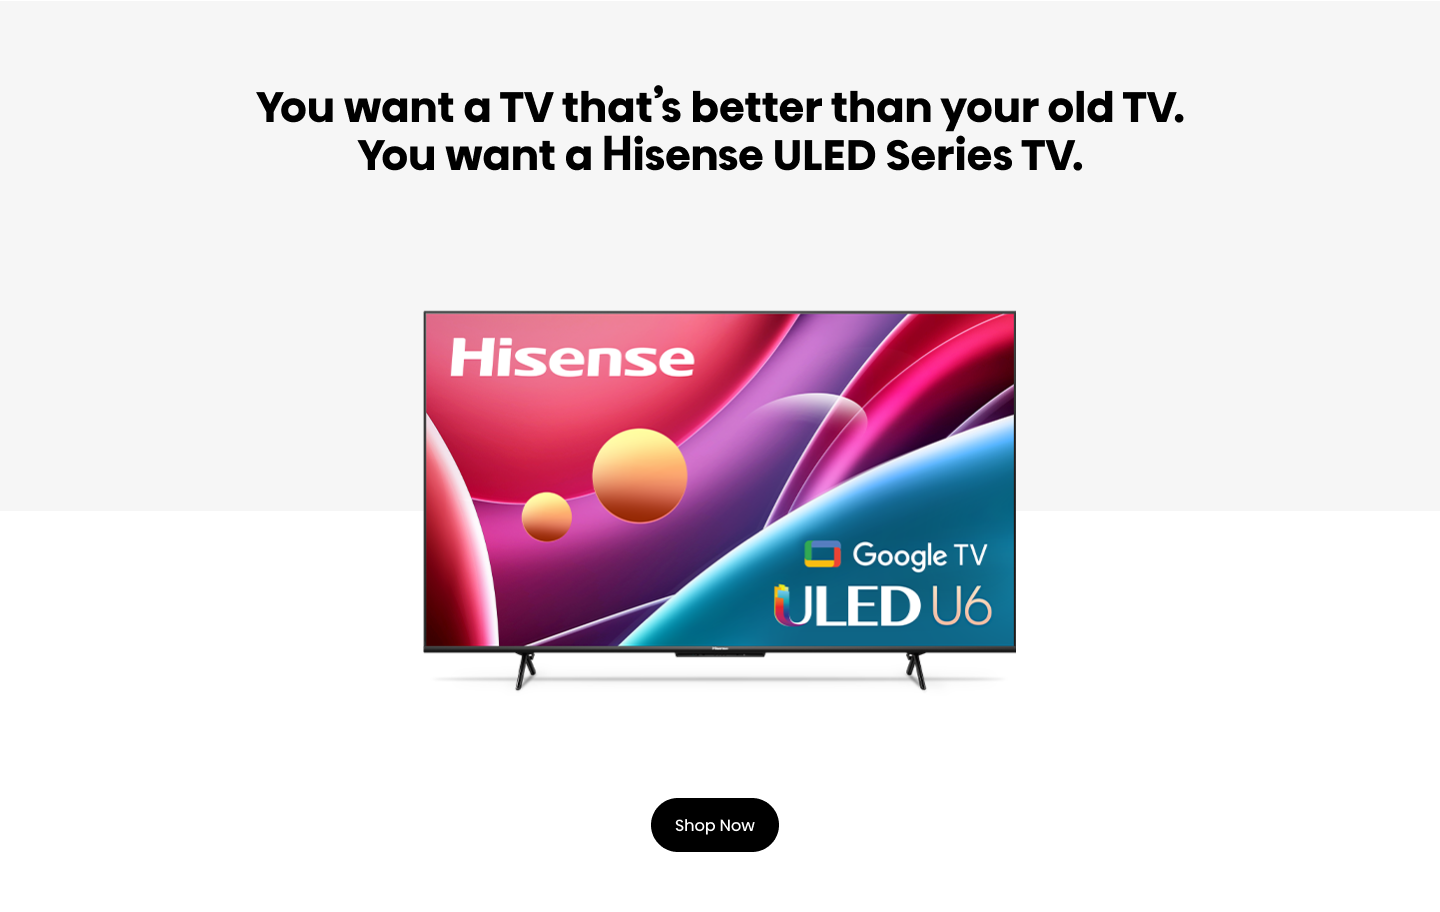 You want a TV that’s better than your old TV.
You want a Hisense ULED Series TV.
Hisense
Google TV
ULED U6
Hisense
Shop Now